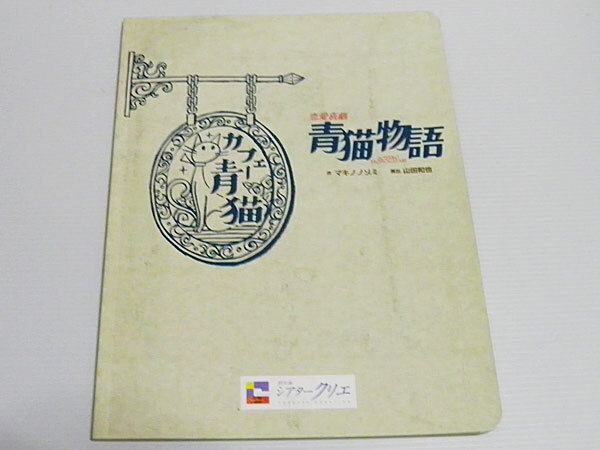 カフェー
青猫
恋愛喜劇
青猫物語
作 マキノノゾミ 演出 山田和也
シアタークリエ